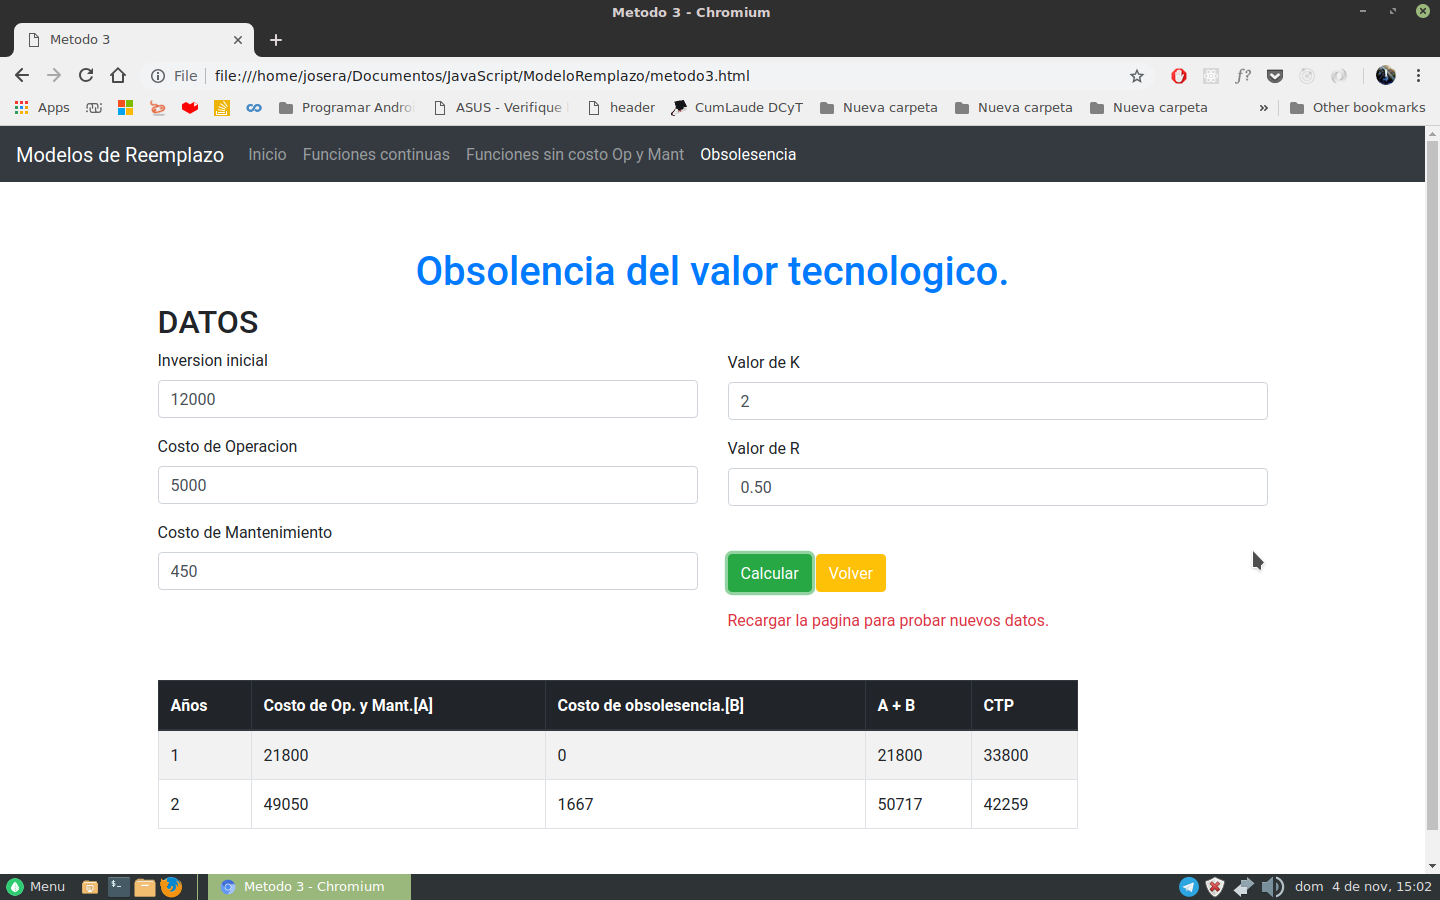 Metodo 3 - Chromium
Metodo 3
File
file:///home/josera/Documentos/JavaScript/ModeloRemplazo/metodo3.html
f?
Apps
Programar Andro
ASUS - Verifique
header
CumLaude DCyT
Nueva carpeta
Nueva carpeta
Nueva carpeta
»
Other bookmarks
Modelos de Reemplazo
Inicio
Funciones continuas
Funciones sin costo Op y Mant
Obsolesencia
Obsolencia del valor tecnologico.
DATOS
Inversion inicial
12000
Valor de K
2
Costo de Operacion
5000
Valor de R
0.50
Costo de Mantenimiento
450
Calcular
Volver
Recargar la pagina para probar nuevos datos.
Años Costo de Op. y Mant.[A] Costo de obsolesencia.[B] A + B CTP
1 21800 0 21800 33800
2 49050 1667 50717 42259
Menu
Metodo 3 - Chromium
dom 4 de nov, 15:02